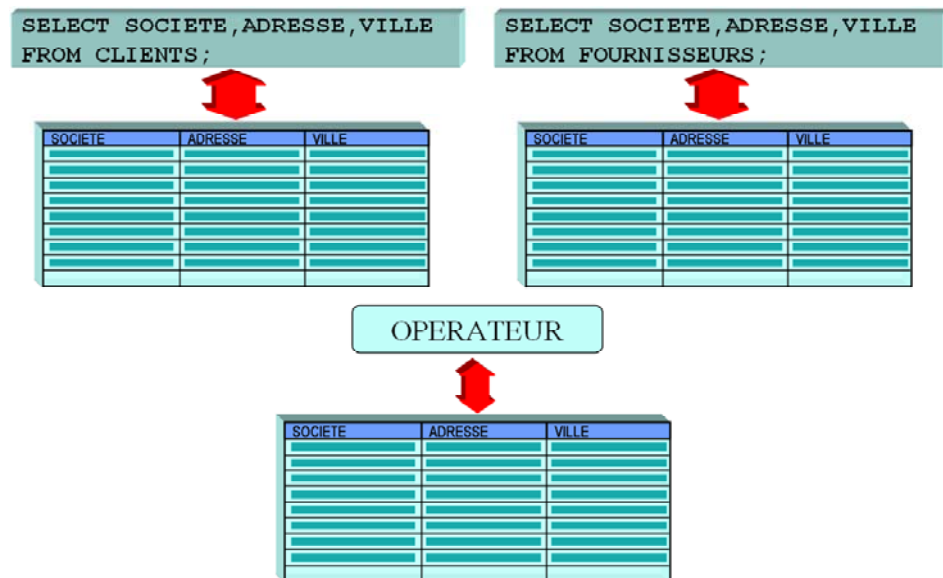 SELECT SOCIETE,ADRESSE,VILLE
FROM CLIENTS;
SELECT SOCIETE,ADRESSE,VILLE
FROM FOURNISSEURS;
SOCIETE ADRESSE VILLE
SOCIETE ADRESSE VILLE
OPERATEUR
SOCIETE ADRESSE VILLE